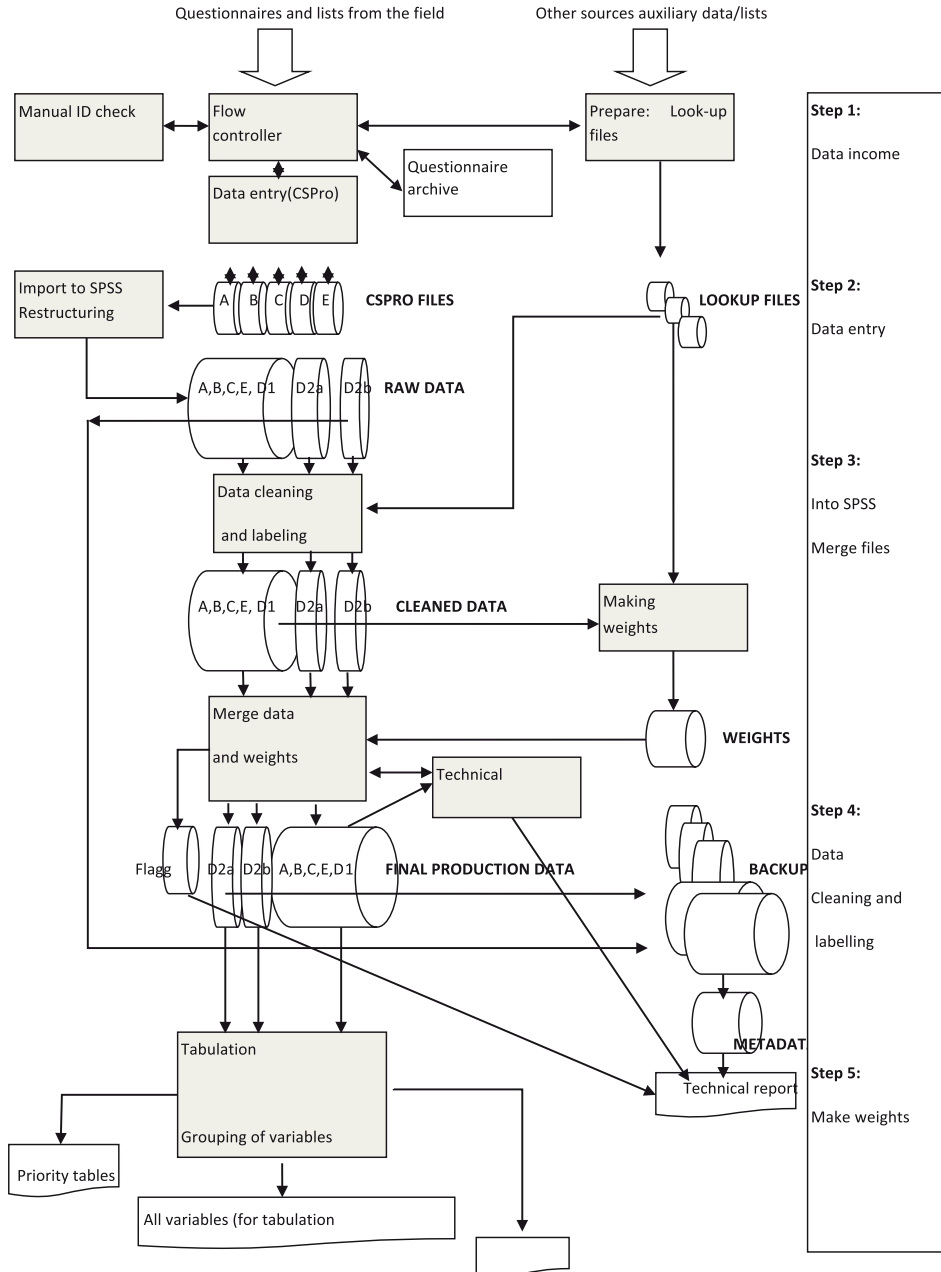 Questionnaires and lists from the field
Other sources auxiliary data/lists
Manual ID check
Flow
controller
Prepare: Look-up
files
Questionnaire
archive
Data entry(CSPro)
Import to SPSS
Restructuring
A B C D E
CSPRO FILES
LOOKUP FILES
A,B,C,E, D1 D2a D2b
RAW DATA
Data cleaning
and labeling
A,B,C,E, D1 D2a D2b
CLEANED DATA
Making
weights
Merge data
and weights
WEIGHTS
Technical
Flagg D2a D2b A,B,C,E,D1
FINAL PRODUCTION DATA
BACKUP
METADAT
Technical report
Tabulation
Grouping of variables
Priority tables
All variables (for tabulation
Step 1:
Data income
Step 2:
Data entry
Step 3:
Into SPSS
Merge files
Step 4:
Data
Cleaning and
labelling
Step 5:
Make weights